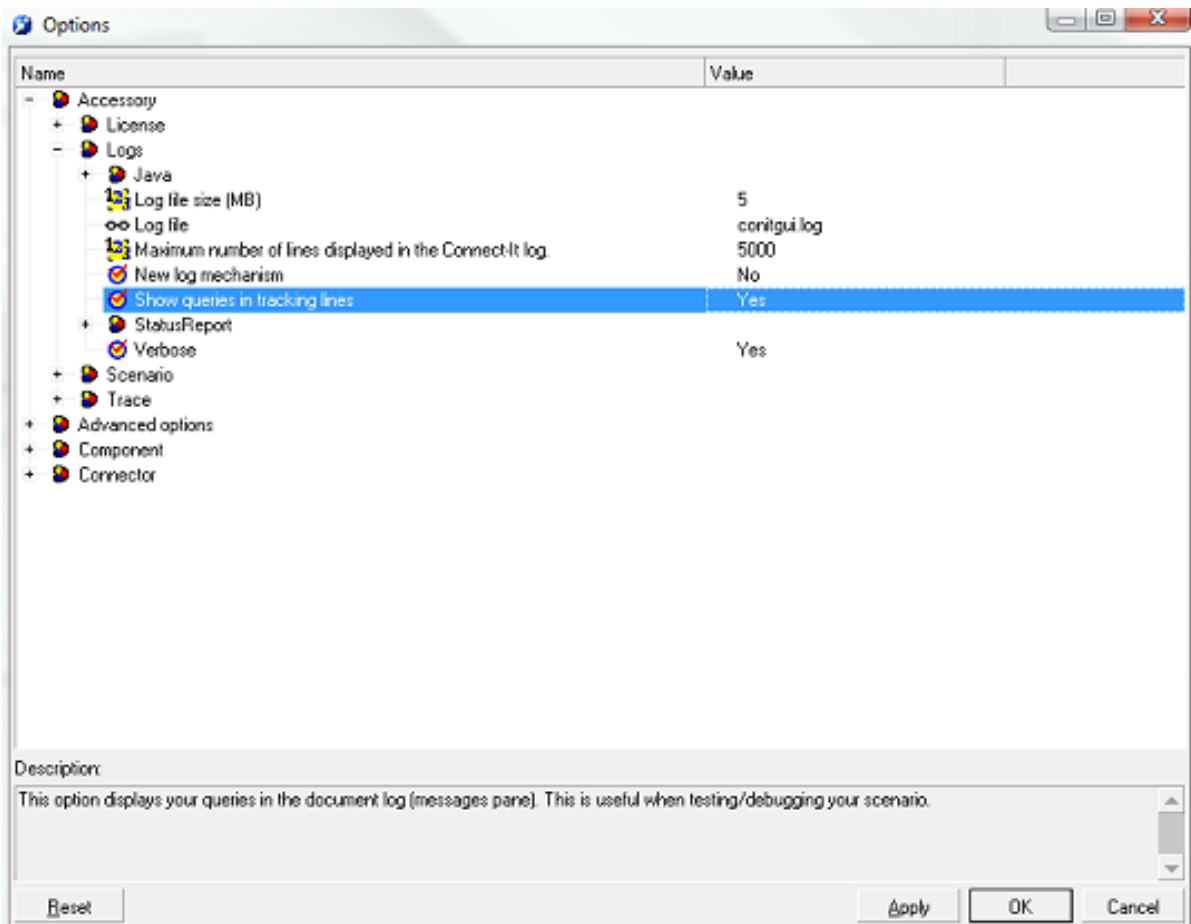 Options
Name Value
Accessory
License
Logs
Java
Log file size (MB) 5
Log file conitgui.log
Maximum number of lines displayed in the Connect-It log. 5000
New log mechanism No
Show queries in tracking lines Yes
StatusReport
Verbose Yes
Scenario
Trace
Advanced options
Component
Connector
Description:
This option displays your queries in the document log (messages pane). This is useful when testing/debugging your scenario.
Reset Apply OK Cancel